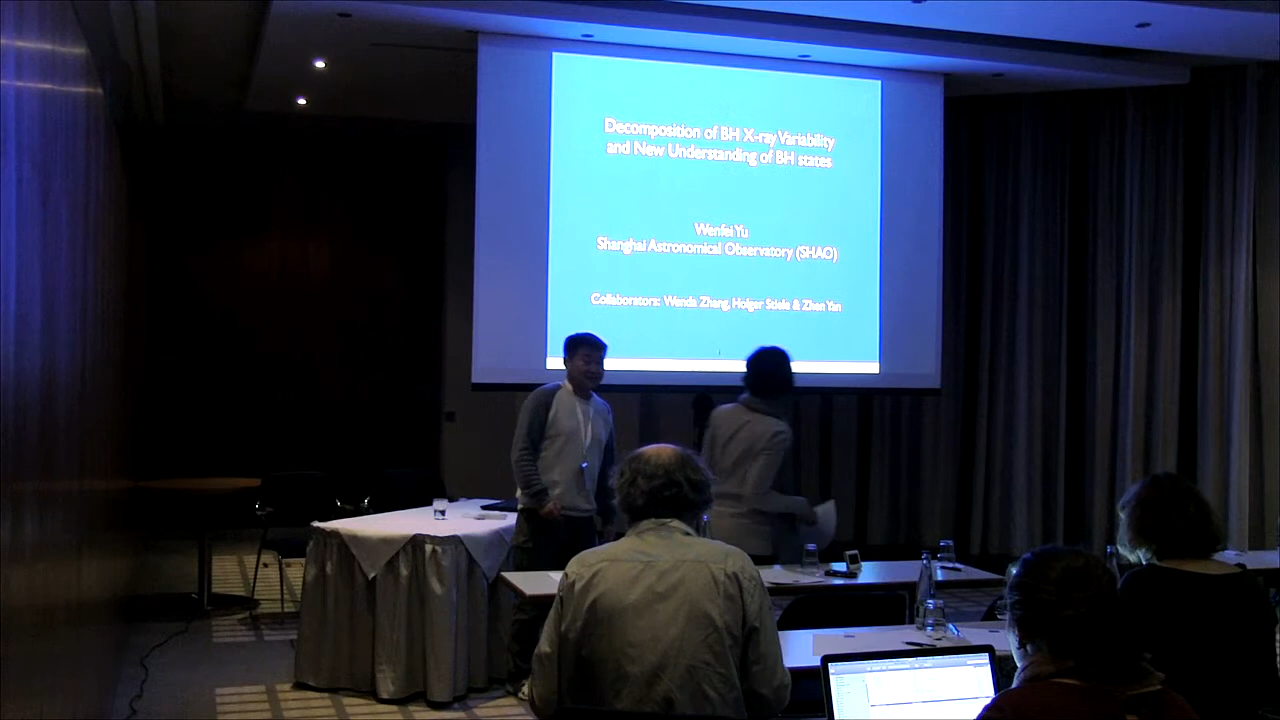 Decomposition of BH X-ray Variability
and New Understanding of BH states
Wenfei Yu
Shanghai Astronomical Observatory (SHAO)
Collaborators: Wenda Zhang, Holger Stiele & Zhen Yan